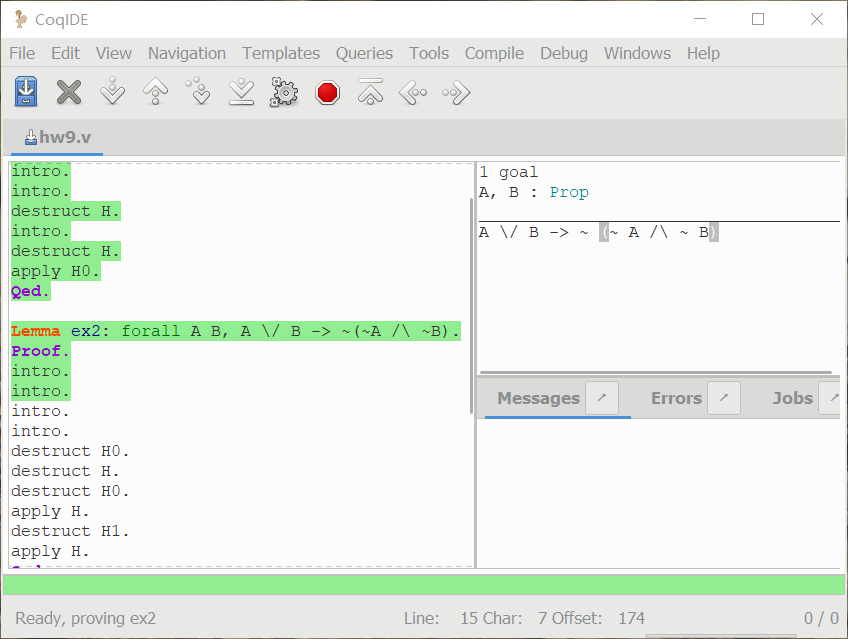 CoqIDE
File Edit View Navigation Templates Queries Tools Compile Debug Windows Help
hw9.v
intro.
intro.
destruct H.
intro.
destruct H.
apply H0.
Qed.
Lemma ex2: forall A B, A \/ B -> ~(~A /\ ~B).
Proof.
intro.
intro.
intro.
intro.
destruct H0.
destruct H.
destruct H0.
apply H.
destruct H1.
apply H.
1 goal
A, B : Prop
A \/ B -> ~ (~ A /\ ~ B)
Messages Errors Jobs
Ready, proving ex2 Line: 15 Char: 7 Offset: 174 0 / 0